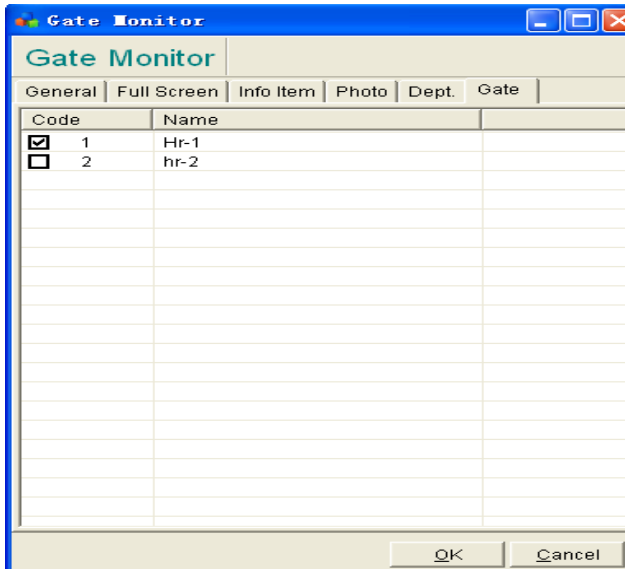 Gate Monitor
Gate Monitor
General Full Screen Info Item Photo Dept. Gate
Code Name
1 Hr-1
2 hr-2
OK Cancel